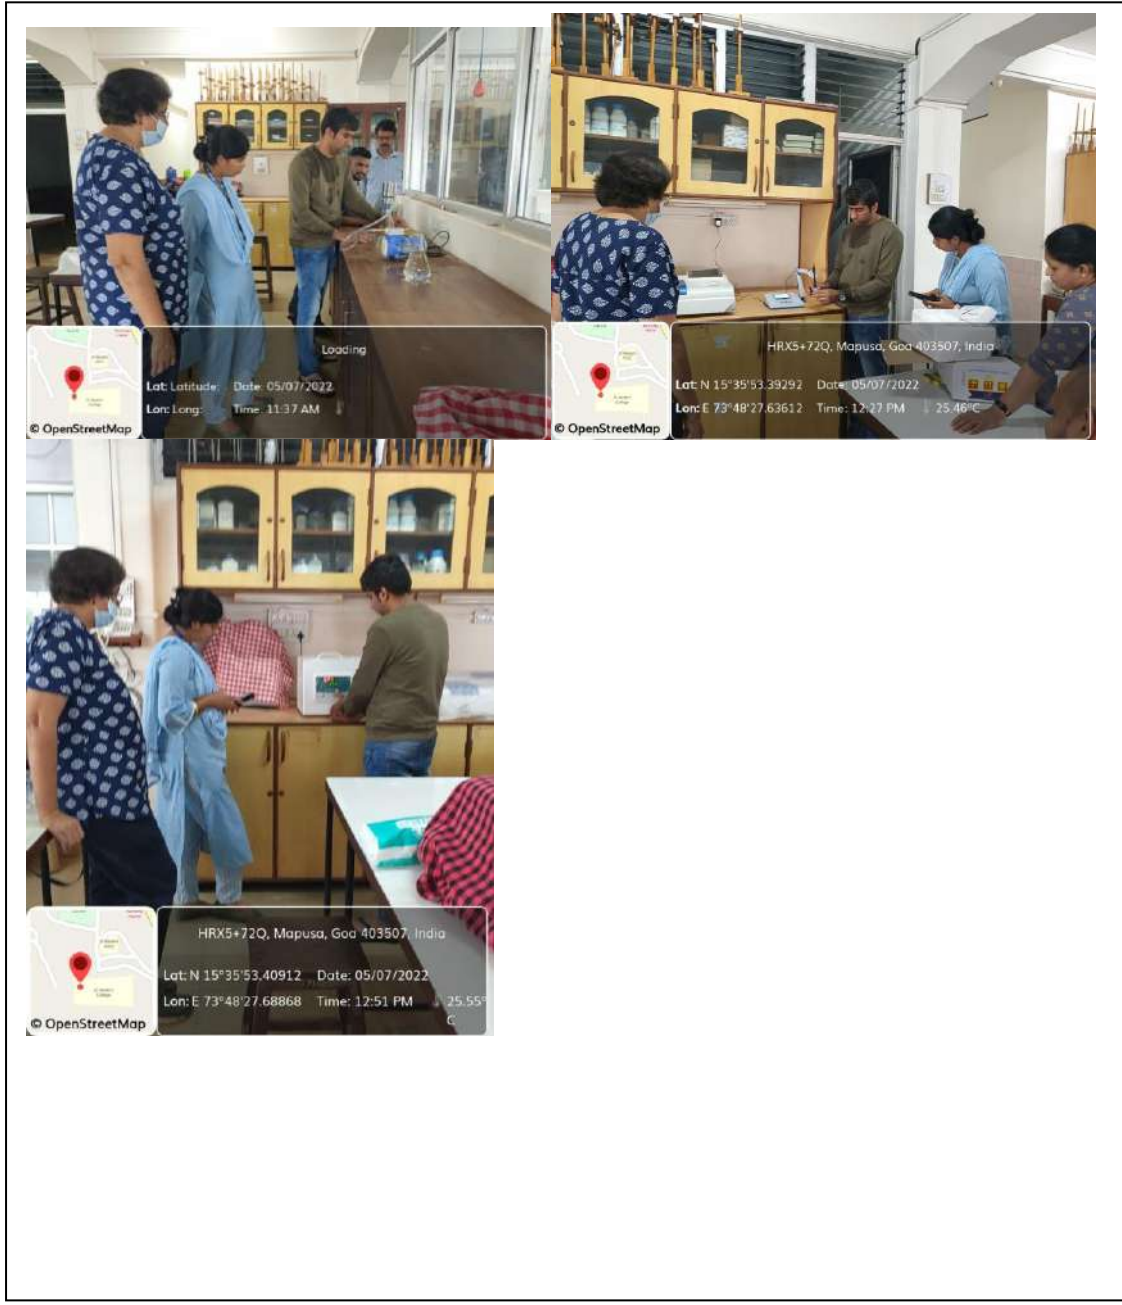 Loading
Lat: Latitude: Date: 05/07/2022
Lon: Long: Time: 11:37 AM
© OpenStreetMap
HRX5+72Q, Mapusa, Goa 403507, India
Lat: N 15°35'53.39292 Date: 05/07/2022
Lon: E 73°48'27.63612 Time: 12:27 PM 25.46°C
© OpenStreetMap
HRX5+72Q, Mapusa, Goa 403507, India
Lat: N 15°35'53.40912 Date: 05/07/2022
Lon: E 73°48'27.68868 Time: 12:51 PM 25.55°
C
© OpenStreetMap